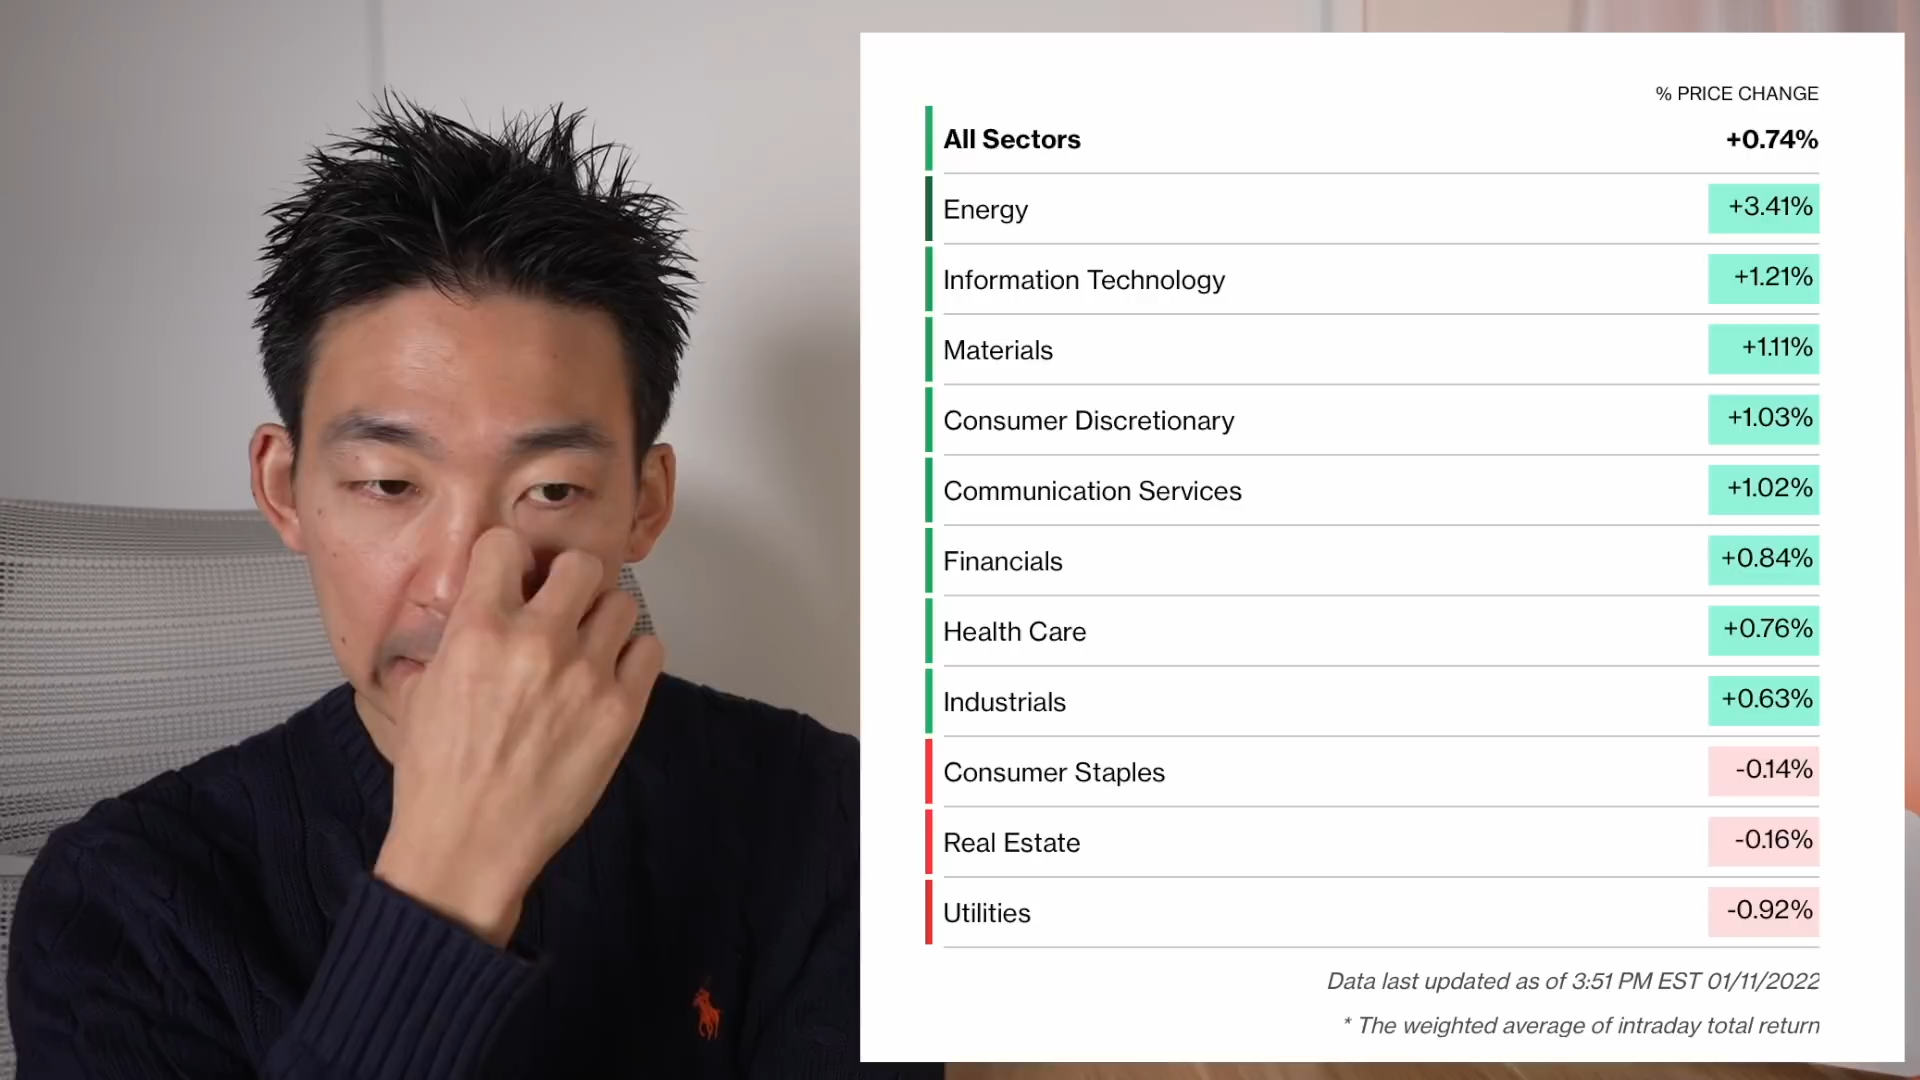 % PRICE CHANGE
All Sectors +0.74%
Energy +3.41%
Information Technology +1.21%
Materials +1.11%
Consumer Discretionary +1.03%
Communication Services +1.02%
Financials +0.84%
Health Care +0.76%
Industrials +0.63%
Consumer Staples -0.14%
Real Estate -0.16%
Utilities -0.92%
Data last updated as of 3:51 PM EST 01/11/2022
* The weighted average of intraday total return